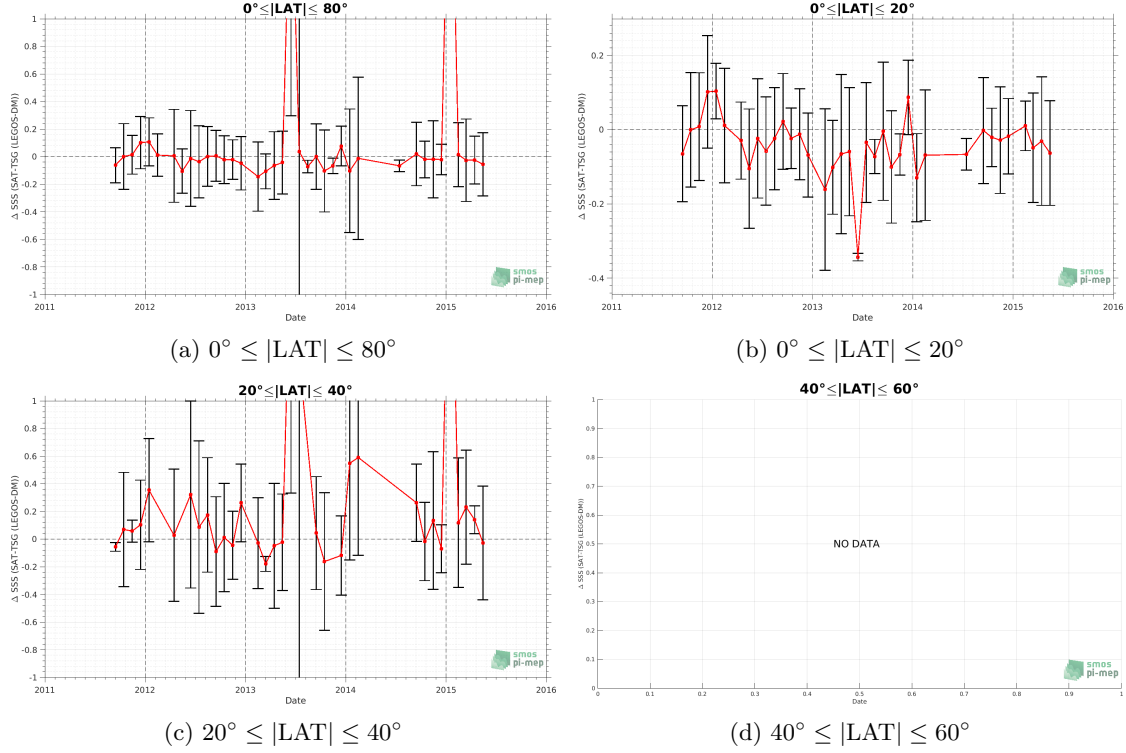 0°≤|LAT|≤ 80°
Δ SSS (SAT-TSG (LEGOS-DM))
1
0.8
0.6
0.4
0.2
0
-0.2
-0.4
-0.6
-0.8
-1
2011
2012
2013
2014
2015
2016
Date
smos
pi-mep
(a) 0° ≤ |LAT| ≤ 80°
0°≤|LAT|≤ 20°
Δ SSS (SAT-TSG (LEGOS-DM))
0.2
0
-0.2
-0.4
2011
2012
2013
2014
2015
2016
Date
smos
pi-mep
(b) 0° ≤ |LAT| ≤ 20°
20°≤|LAT|≤ 40°
Δ SSS (SAT-TSG (LEGOS-DM))
1
0.8
0.6
0.4
0.2
0
-0.2
-0.4
-0.6
-0.8
-1
2011
2012
2013
2014
2015
2016
Date
smos
pi-mep
(c) 20° ≤ |LAT| ≤ 40°
40°≤|LAT|≤ 60°
Δ SSS (SAT-TSG (LEGOS-DM))
1
0.9
0.8
0.7
0.6
0.5
0.4
0.3
0.2
0.1
0
NO DATA
0
0.1
0.2
0.3
0.4
0.5
0.6
0.7
0.8
0.9
1
Date
smos
pi-mep
(d) 40° ≤ |LAT| ≤ 60°